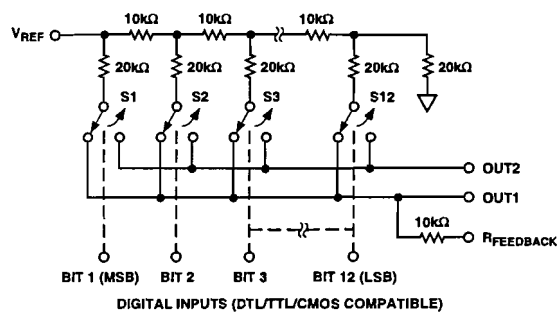 10kΩ 10kΩ 10kΩ
VREF
20kΩ 20kΩ 20kΩ 20kΩ 20kΩ
S1 S2 S3 S12
OUT2
OUT1
10kΩ
RFEEDBACK
BIT 1 (MSB) BIT 2 BIT 3 BIT 12 (LSB)
DIGITAL INPUTS (DTL/TTL/CMOS COMPATIBLE)